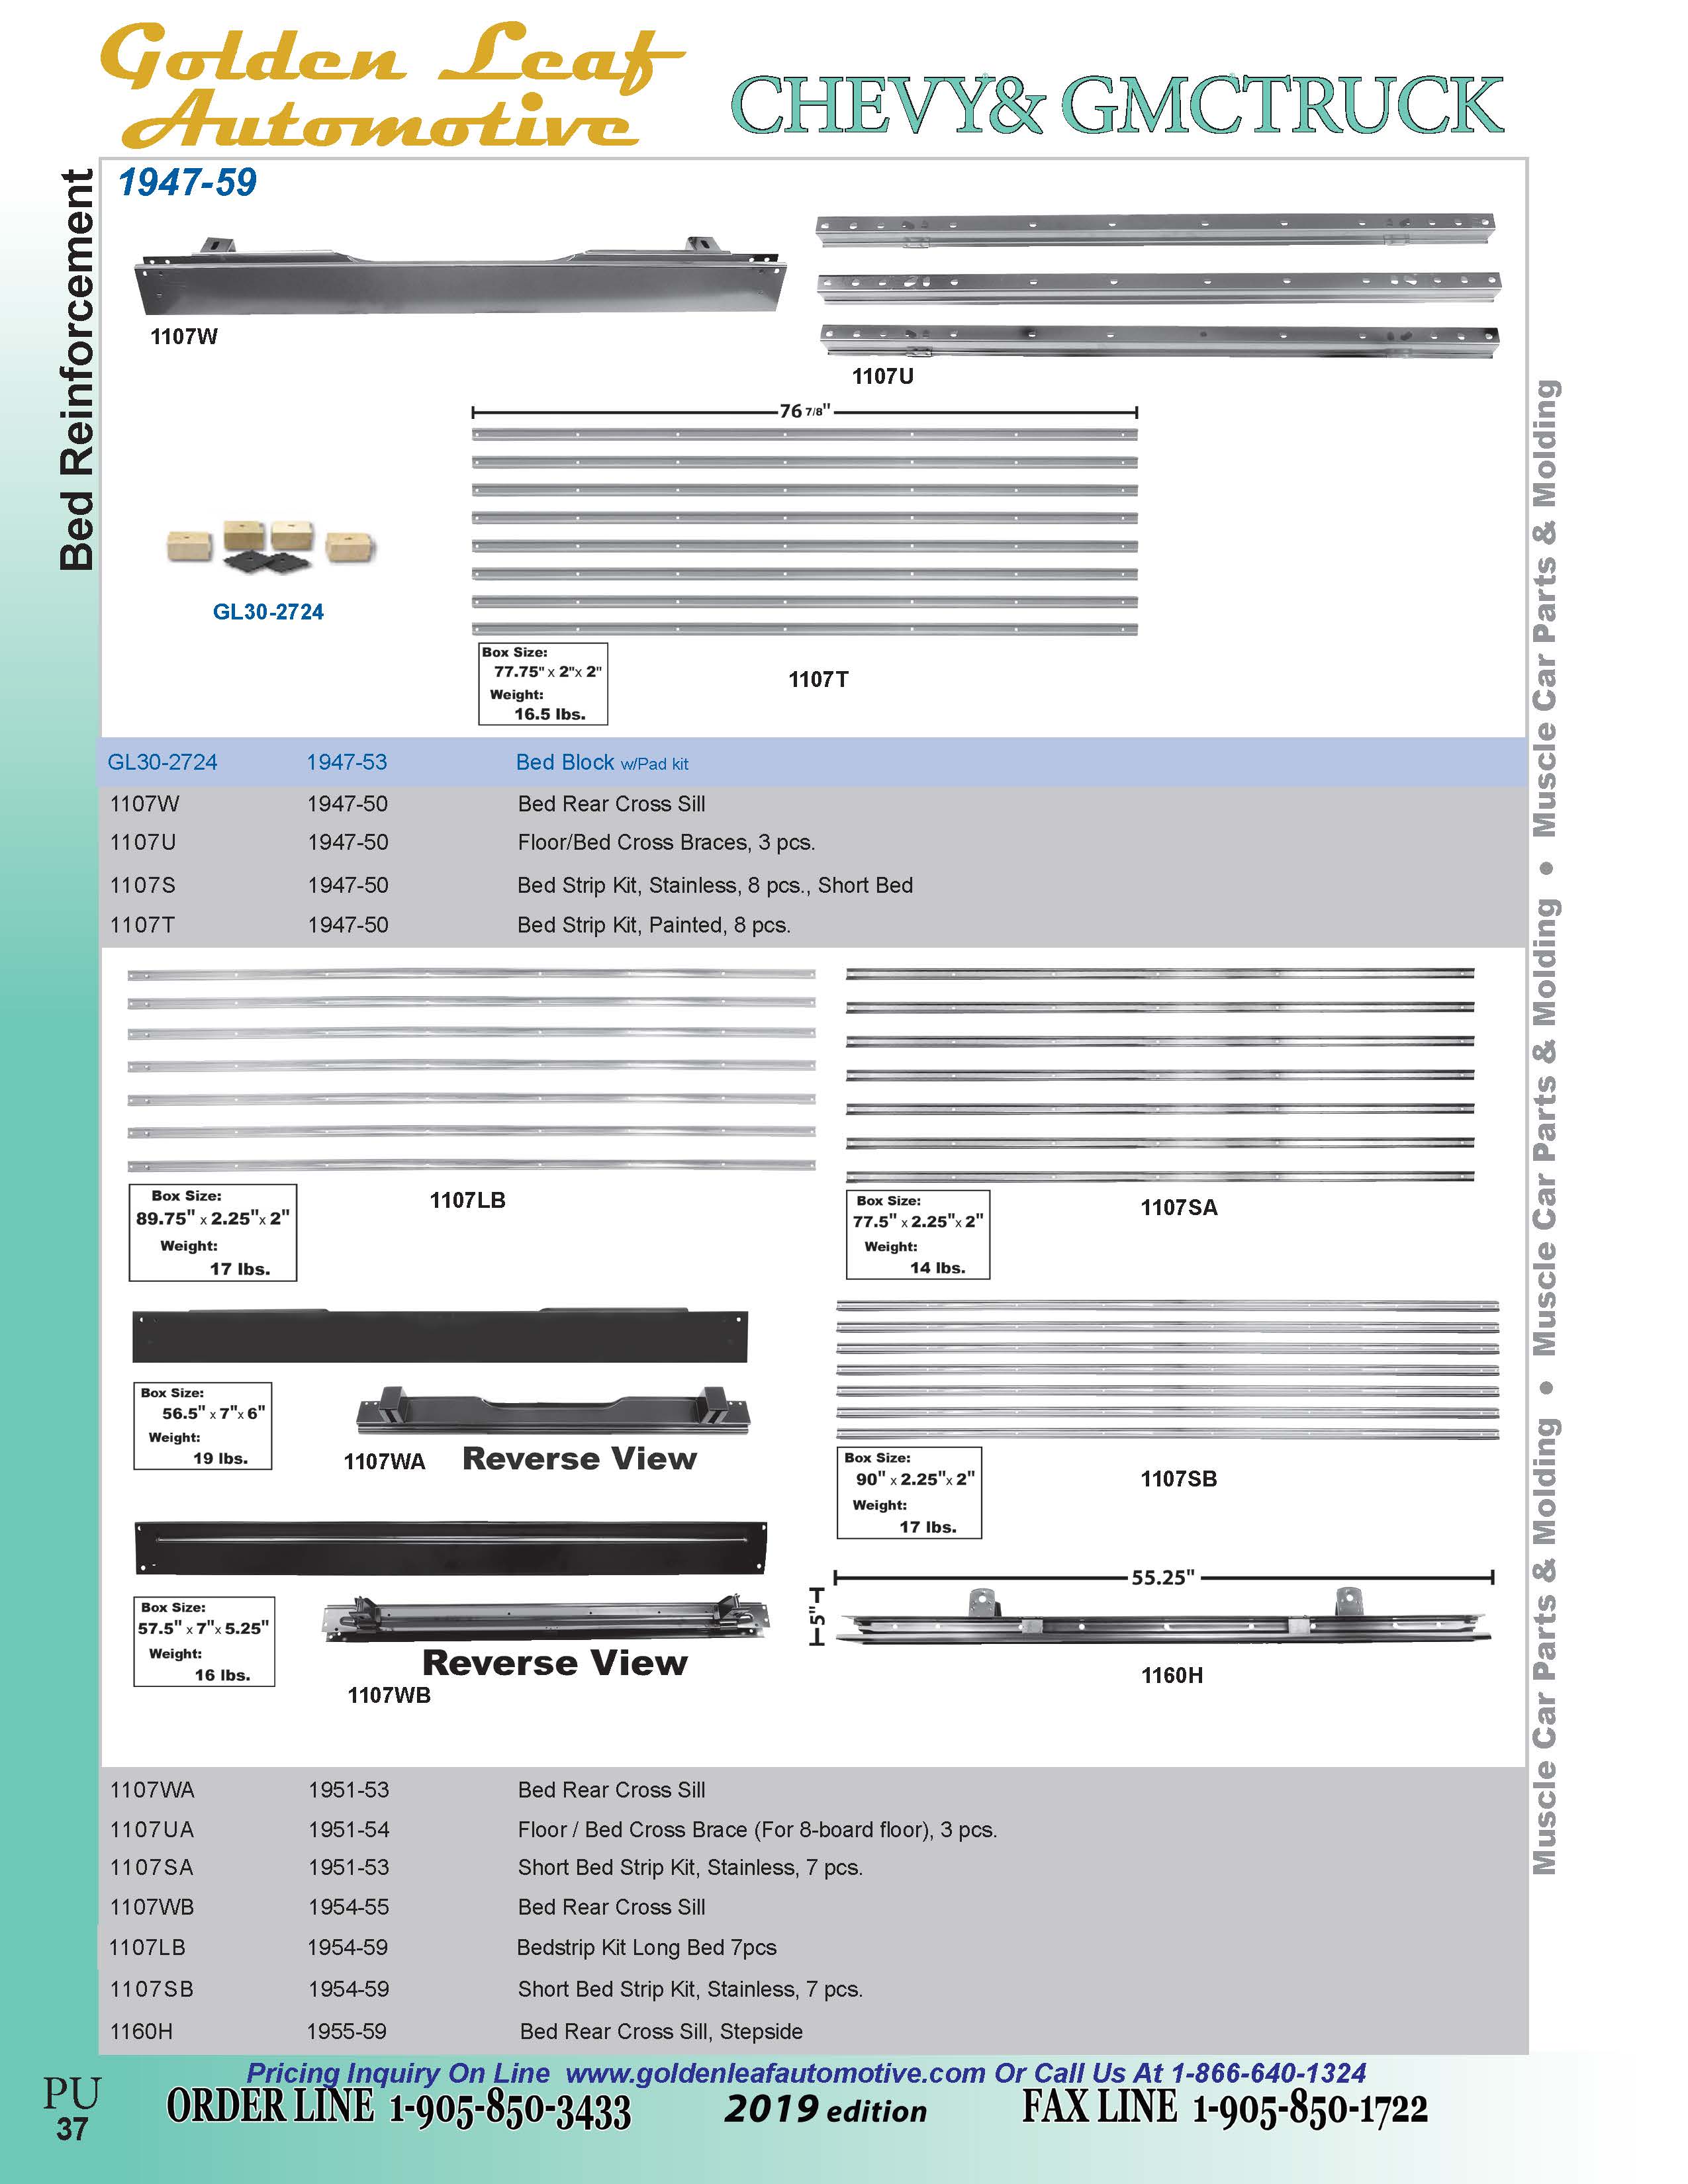 Golden Leaf
Automotive
CHEVY& GMCTRUCK
Bed Reinforcement
1947-59
1107W
1107U
76 7/8"
GL30-2724
Box Size:
77.75" x 2"x 2"
Weight:
16.5 lbs.
1107T
GL30-2724 1947-53 Bed Block w/Pad kit
1107W 1947-50 Bed Rear Cross Sill
1107U 1947-50 Floor/Bed Cross Braces, 3 pcs.
1107S 1947-50 Bed Strip Kit, Stainless, 8 pcs., Short Bed
1107T 1947-50 Bed Strip Kit, Painted, 8 pcs.
1107LB
Box Size:
89.75" x 2.25"x 2"
Weight:
17 lbs.
1107SA
Box Size:
77.5" x 2.25"x 2"
Weight:
14 lbs.
Box Size:
56.5" x 7"x 6"
Weight:
19 lbs.
1107WA Reverse View
Box Size:
90" x 2.25"x 2"
Weight:
17 lbs.
1107SB
Box Size:
57.5" x 7"x 5.25"
Weight:
16 lbs.
Reverse View
1107WB
55.25"
5"
1160H
1107WA 1951-53 Bed Rear Cross Sill
1107UA 1951-54 Floor / Bed Cross Brace (For 8-board floor), 3 pcs.
1107SA 1951-53 Short Bed Strip Kit, Stainless, 7 pcs.
1107WB 1954-55 Bed Rear Cross Sill
1107LB 1954-59 Bedstrip Kit Long Bed 7pcs
1107SB 1954-59 Short Bed Strip Kit, Stainless, 7 pcs.
1160H 1955-59 Bed Rear Cross Sill, Stepside
Muscle Car Parts & Molding • Muscle Car Parts & Molding • Muscle Car Parts & Molding
Pricing Inquiry On Line www.goldenleafautomotive.com Or Call Us At 1-866-640-1324
PU
37
ORDER LINE 1-905-850-3433 2019 edition FAX LINE 1-905-850-1722